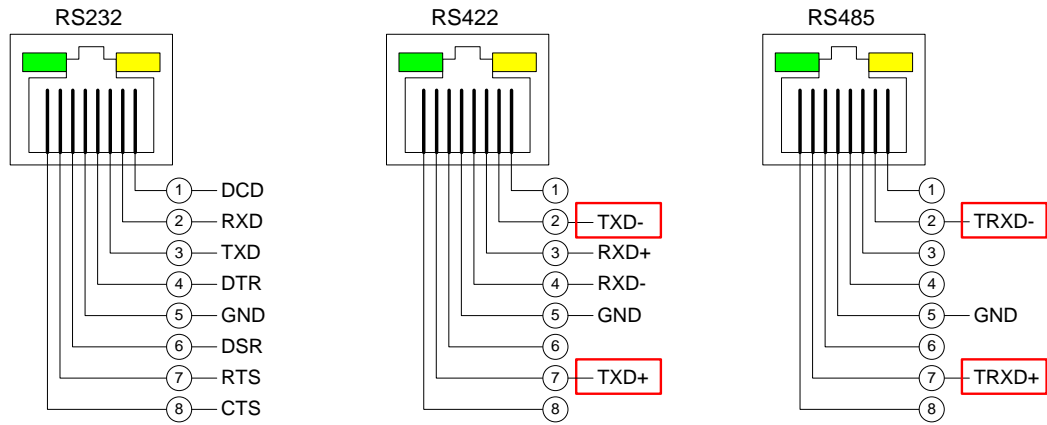 RS232
1 DCD
2 RXD
3 TXD
4 DTR
5 GND
6 DSR
7 RTS
8 CTS
RS422
1
2 TXD-
3 RXD+
4 RXD-
5 GND
6
7 TXD+
8
RS485
1
2 TRXD-
3
4
5 GND
6
7 TRXD+
8